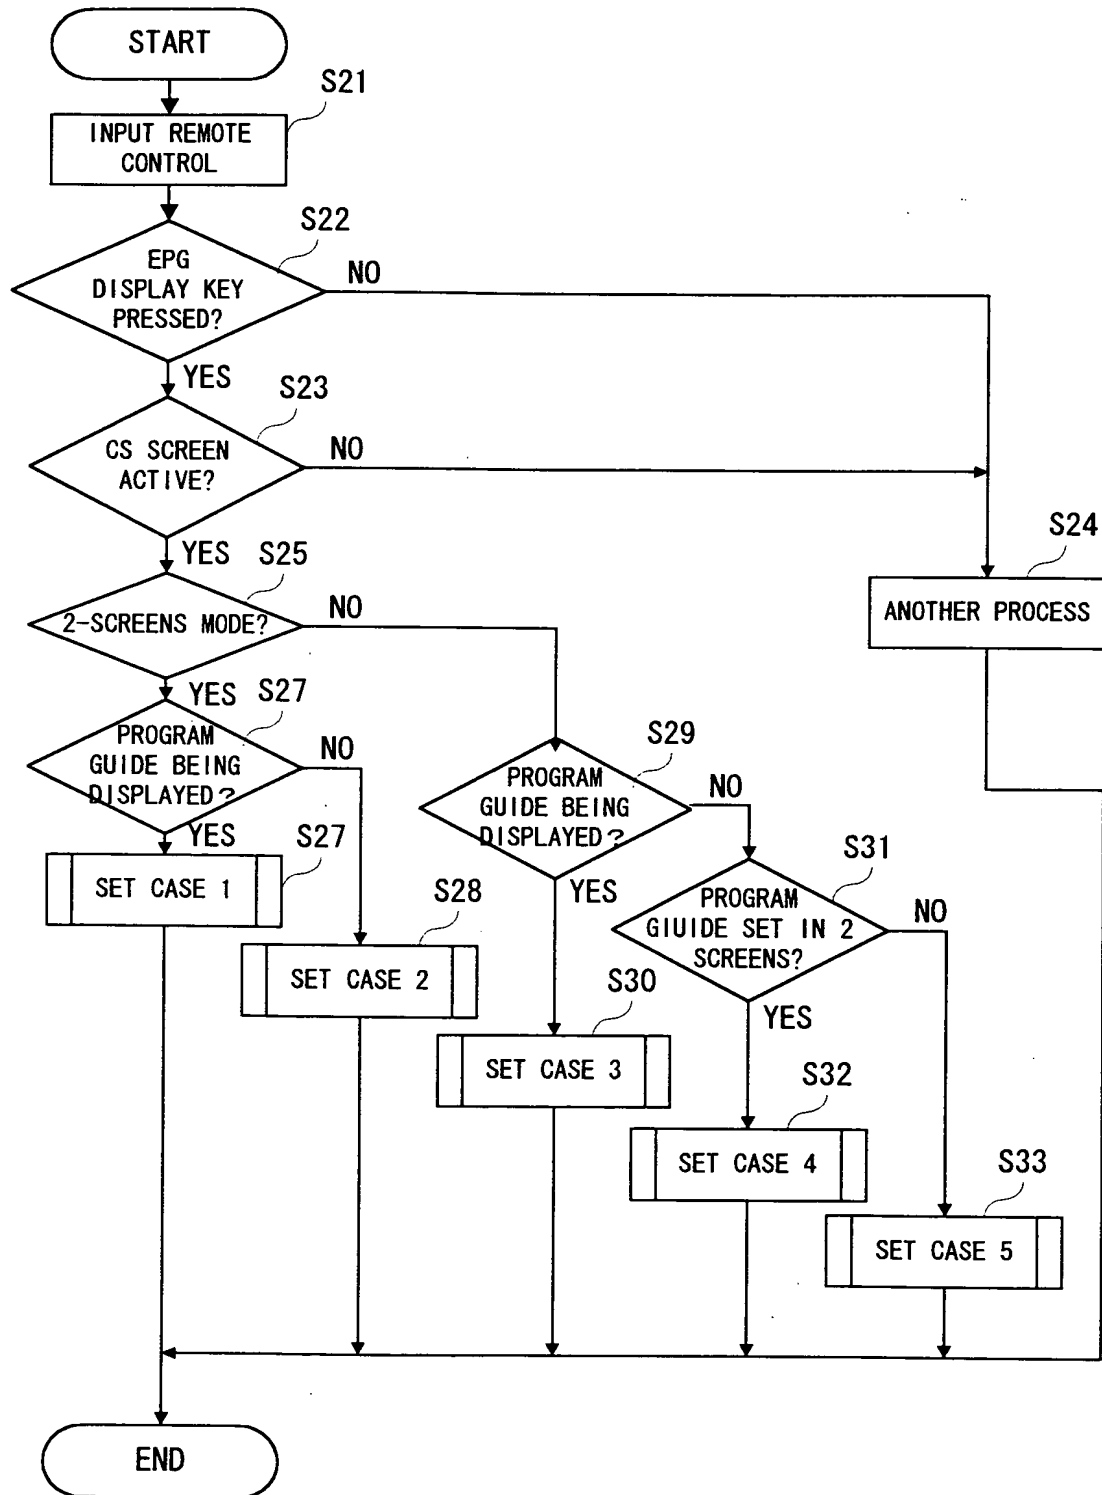 START
S21
INPUT REMOTE
CONTROL
S22
EPG
DISPLAY KEY
PRESSED?
NO
YES
S23
CS SCREEN
ACTIVE?
NO
YES
S24
ANOTHER PROCESS
S25
2-SCREENS MODE?
NO
YES
S27
PROGRAM
GUIDE BEING
DISPLAYED?
NO
YES
S27
SET CASE 1
S28
SET CASE 2
S29
PROGRAM
GUIDE BEING
DISPLAYED?
NO
YES
S30
SET CASE 3
S31
PROGRAM
GIUIDE SET IN 2
SCREENS?
NO
YES
S32
SET CASE 4
S33
SET CASE 5
END